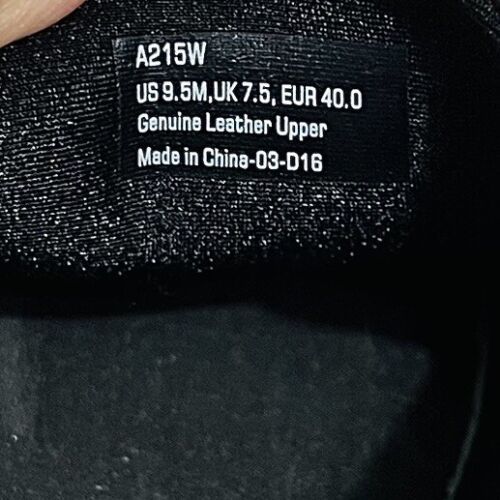 A215W
US 9.5M,UK 7.5, EUR 40.0
Genuine Leather Upper
Made in China-03-D16